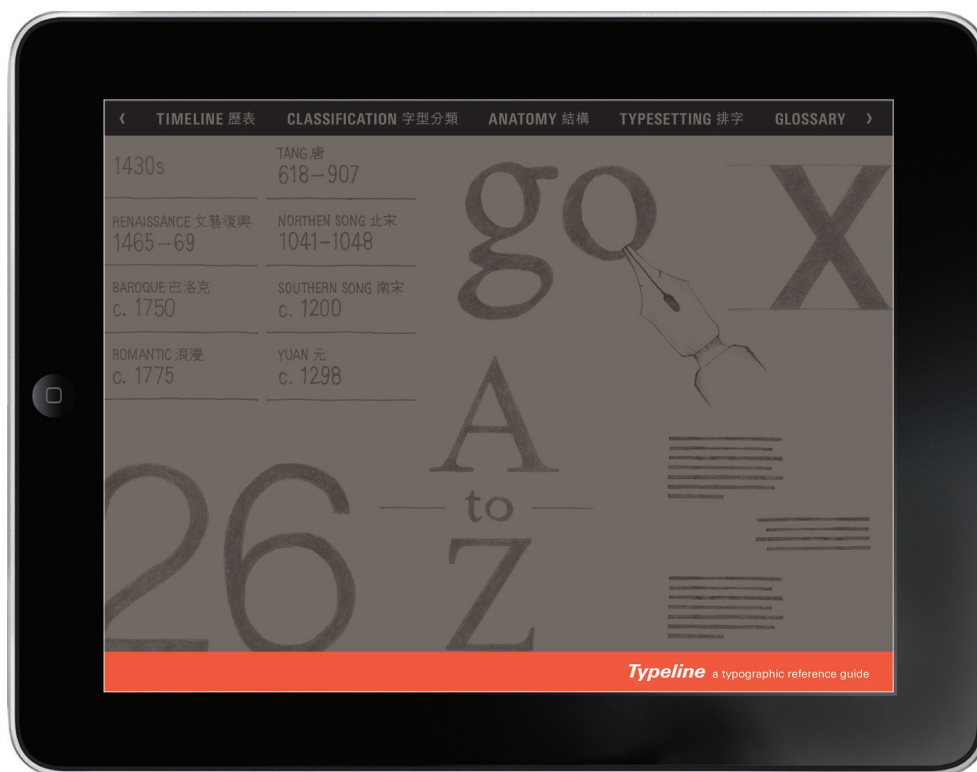 ‹ TIMELINE 歷表 CLASSIFICATION 字型分類 ANATOMY 結構 TYPESETTING 排字 GLOSSARY ›
1430s
RENAISSANCE 文藝復興
1465–69
BAROQUE 巴洛克
c. 1750
ROMANTIC 浪漫
c. 1775
TANG 唐
618–907
NORTHEN SONG 北宋
1041–1048
SOUTHERN SONG 南宋
c. 1200
YUAN 元
c. 1298
go
X
A
to
Z
26
Typeline a typographic reference guide